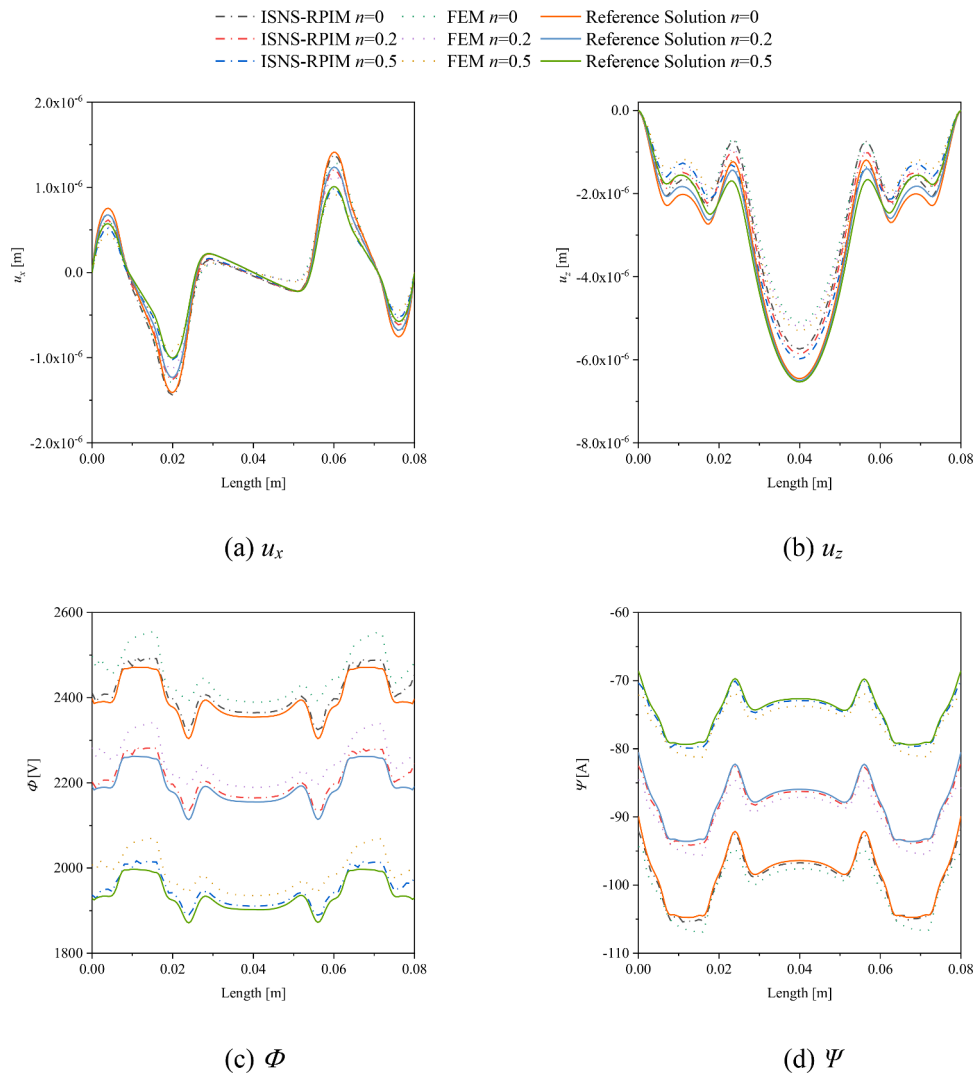 ISNS-RPIM n=0 FEM n=0 Reference Solution n=0
ISNS-RPIM n=0.2 FEM n=0.2 Reference Solution n=0.2
ISNS-RPIM n=0.5 FEM n=0.5 Reference Solution n=0.5
2.0x10⁻⁶
1.0x10⁻⁶
0.0
-1.0x10⁻⁶
-2.0x10⁻⁶
uₓ [m]
0.00 0.02 0.04 0.06 0.08
Length [m]
(a) uₓ
0.0
-2.0x10⁻⁶
-4.0x10⁻⁶
-6.0x10⁻⁶
-8.0x10⁻⁶
u_z [m]
0.00 0.02 0.04 0.06 0.08
Length [m]
(b) u_z
2600
2400
2200
2000
1800
Φ [V]
0.00 0.02 0.04 0.06 0.08
Length [m]
(c) Φ
-60
-70
-80
-90
-100
-110
Ψ [A]
0.00 0.02 0.04 0.06 0.08
Length [m]
(d) Ψ